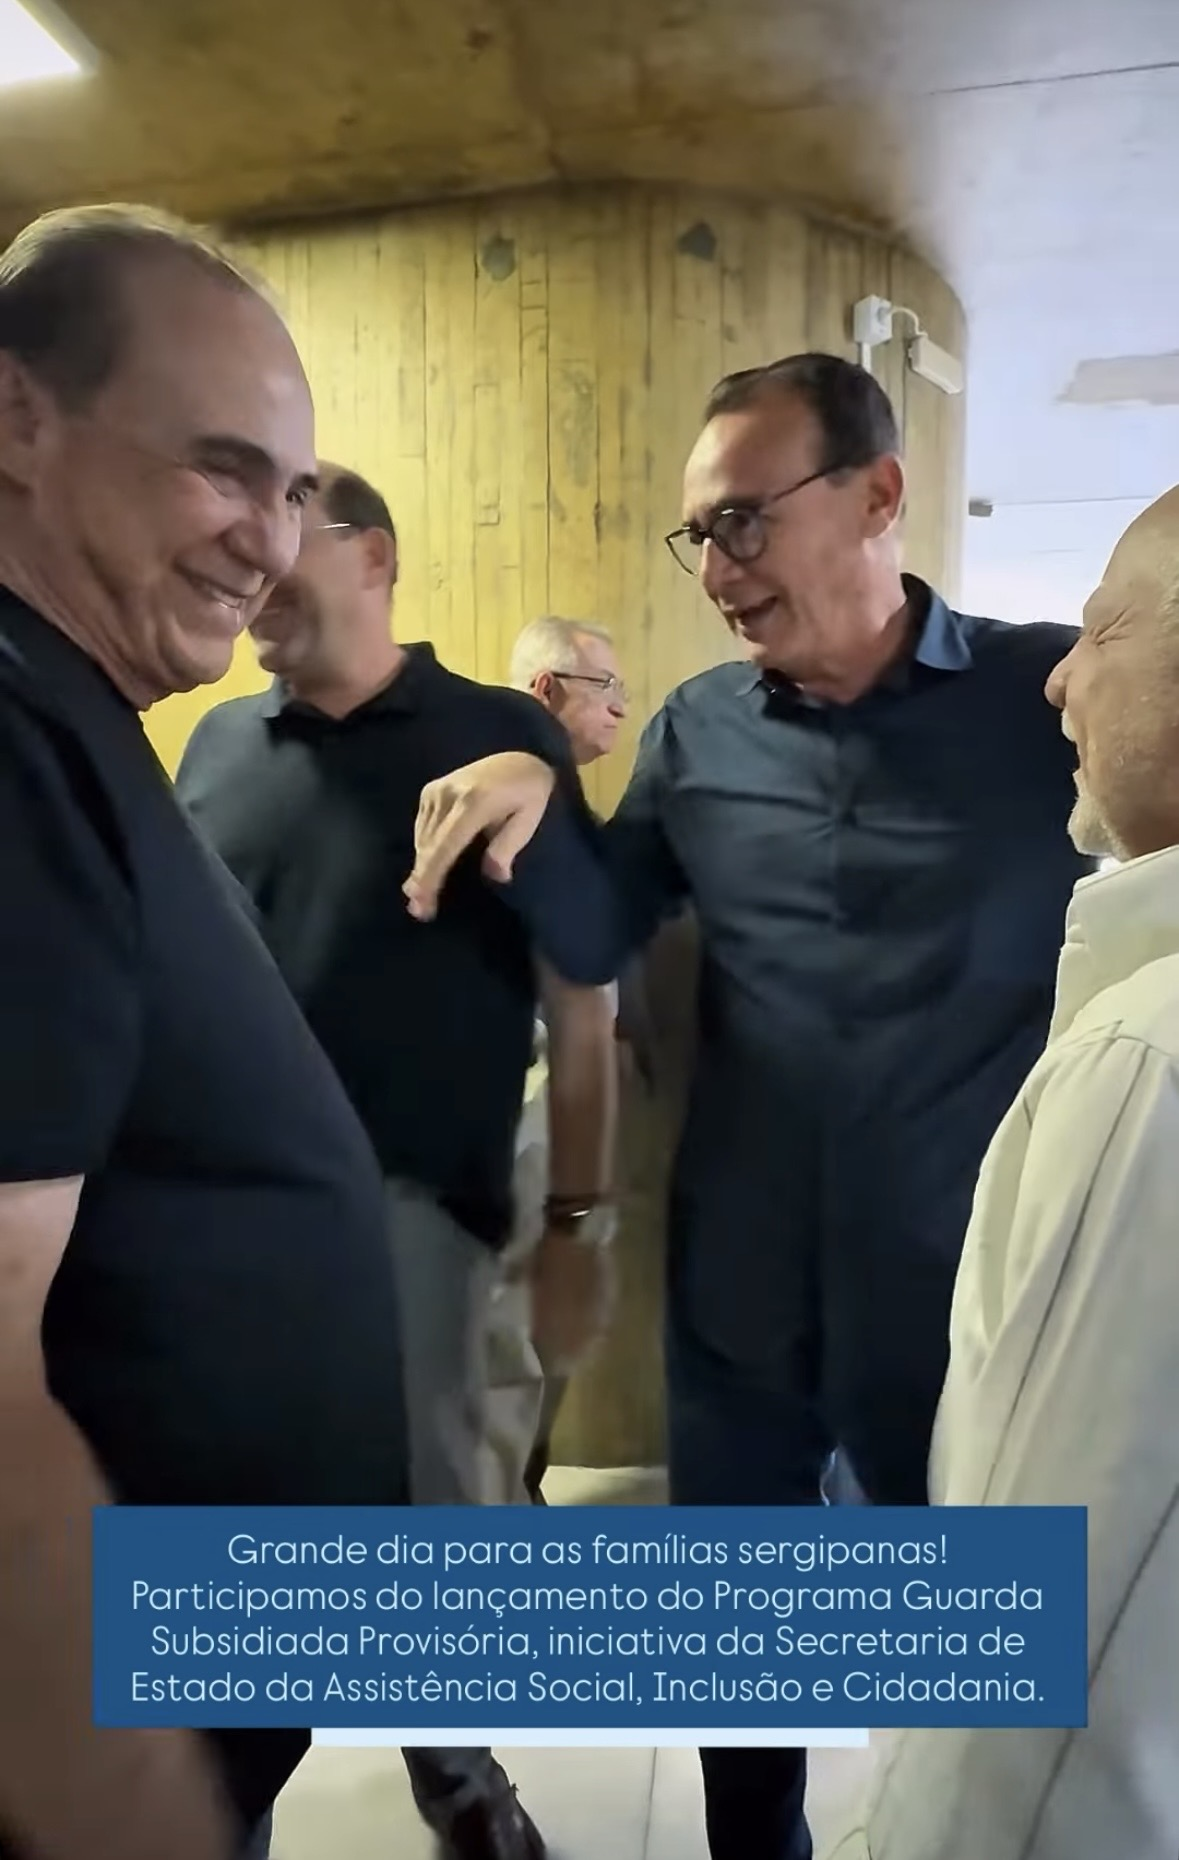 Grande dia para as famílias sergipanas!
Participamos do lançamento do Programa Guarda
Subsidiada Provisória, iniciativa da Secretaria de
Estado da Assistência Social, Inclusão e Cidadania.